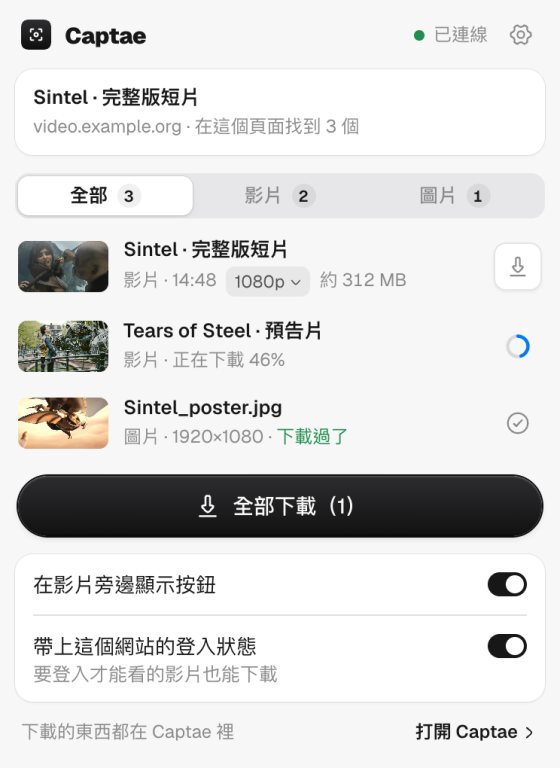 Captae
已連線
Sintel · 完整版短片
video.example.org · 在這個頁面找到 3 個
全部 3
影片 2
圖片 1
Sintel · 完整版短片
影片 · 14:48 1080p 約 312 MB
Tears of Steel · 預告片
影片 · 正在下載 46%
Sintel_poster.jpg
圖片 · 1920×1080 · 下載過了
全部下載（1）
在影片旁邊顯示按鈕
帶上這個網站的登入狀態
要登入才能看的影片也能下載
下載的東西都在 Captae 裡
打開 Captae